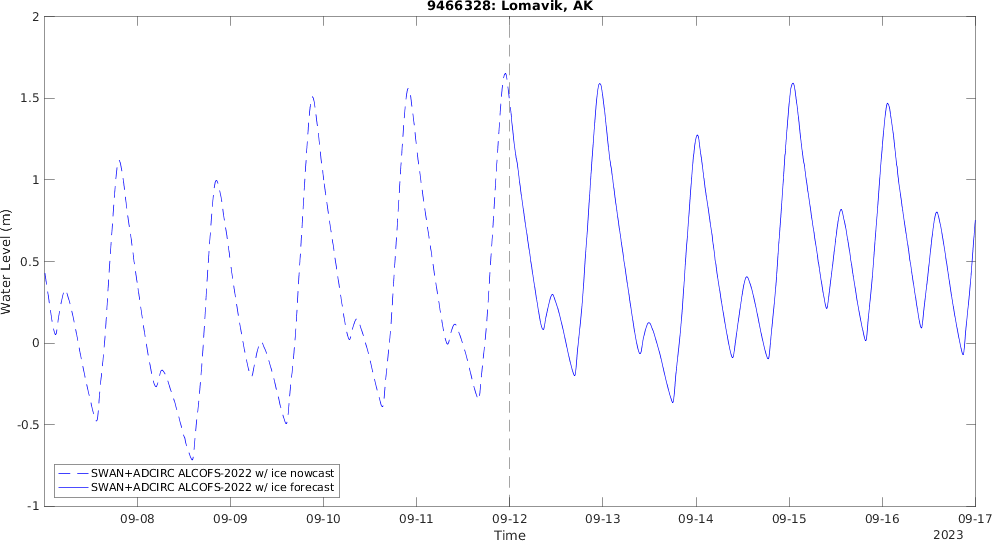 9466328: Lomavik, AK
2
1.5
1
0.5
0
-0.5
-1
Water Level (m)
SWAN+ADCIRC ALCOFS-2022 w/ ice nowcast
SWAN+ADCIRC ALCOFS-2022 w/ ice forecast
09-08 09-09 09-10 09-11 09-12 09-13 09-14 09-15 09-16 09-17
Time
2023